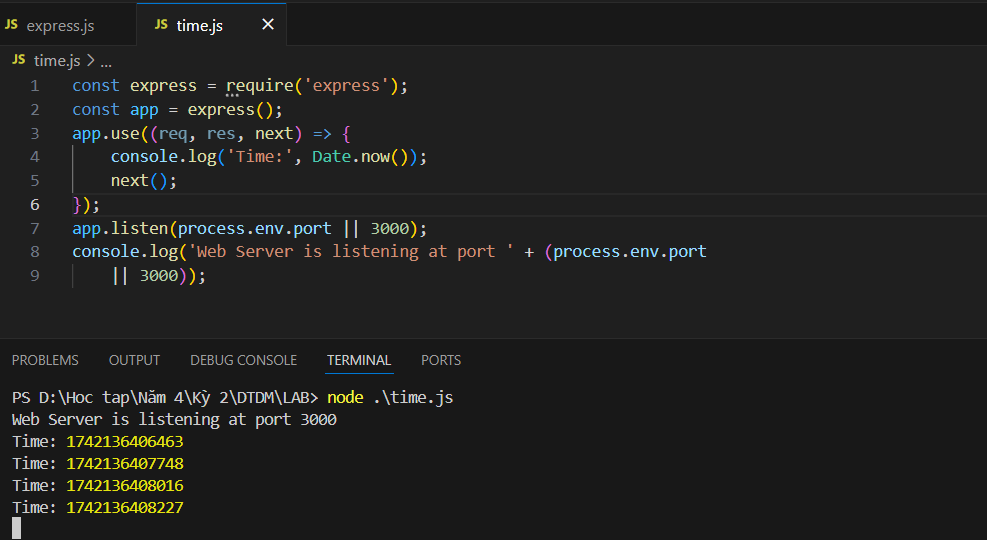 JS express.js JS time.js ×
JS time.js > ...
1 const express = require('express');
2 const app = express();
3 app.use((req, res, next) => {
4 console.log('Time:', Date.now());
5 next();
6 });
7 app.listen(process.env.port || 3000);
8 console.log('Web Server is listening at port ' + (process.env.port
9 || 3000));
PROBLEMS OUTPUT DEBUG CONSOLE TERMINAL PORTS
PS D:\Hoc tap\Năm 4\Kỳ 2\DTDM\LAB> node .\time.js
Web Server is listening at port 3000
Time: 1742136406463
Time: 1742136407748
Time: 1742136408016
Time: 1742136408227